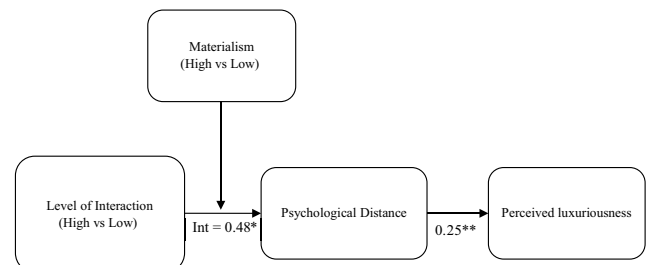 Materialism
(High vs Low)
Level of Interaction
(High vs Low)
Int = 0.48*
Psychological Distance
0.25**
Perceived luxuriousness